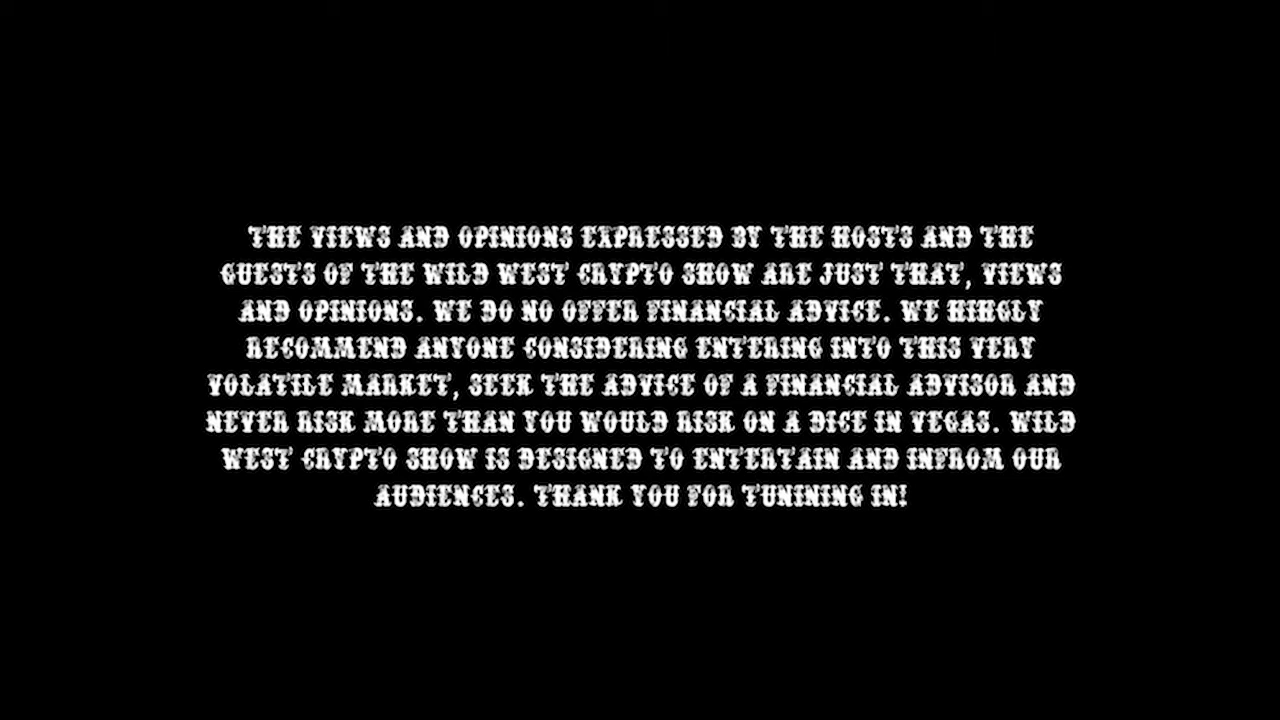 THE VIEWS AND OPINIONS EXPRESSED BY THE HOSTS AND THE
GUESTS OF THE WILD WEST CRYPTO SHOW ARE JUST THAT, VIEWS
AND OPINIONS. WE DO NO OFFER FINANCIAL ADVICE. WE HIHGLY
RECOMMEND ANYONE CONSIDERING ENTERING INTO THIS VERY
VOLATILE MARKET, SEEK THE ADVICE OF A FINANCIAL ADVISOR AND
NEVER RISK MORE THAN YOU WOULD RISK ON A DICE IN VEGAS. WILD
WEST CRYPTO SHOW IS DESIGNED TO ENTERTAIN AND INFROM OUR
AUDIENCES. THANK YOU FOR TUNINING IN!